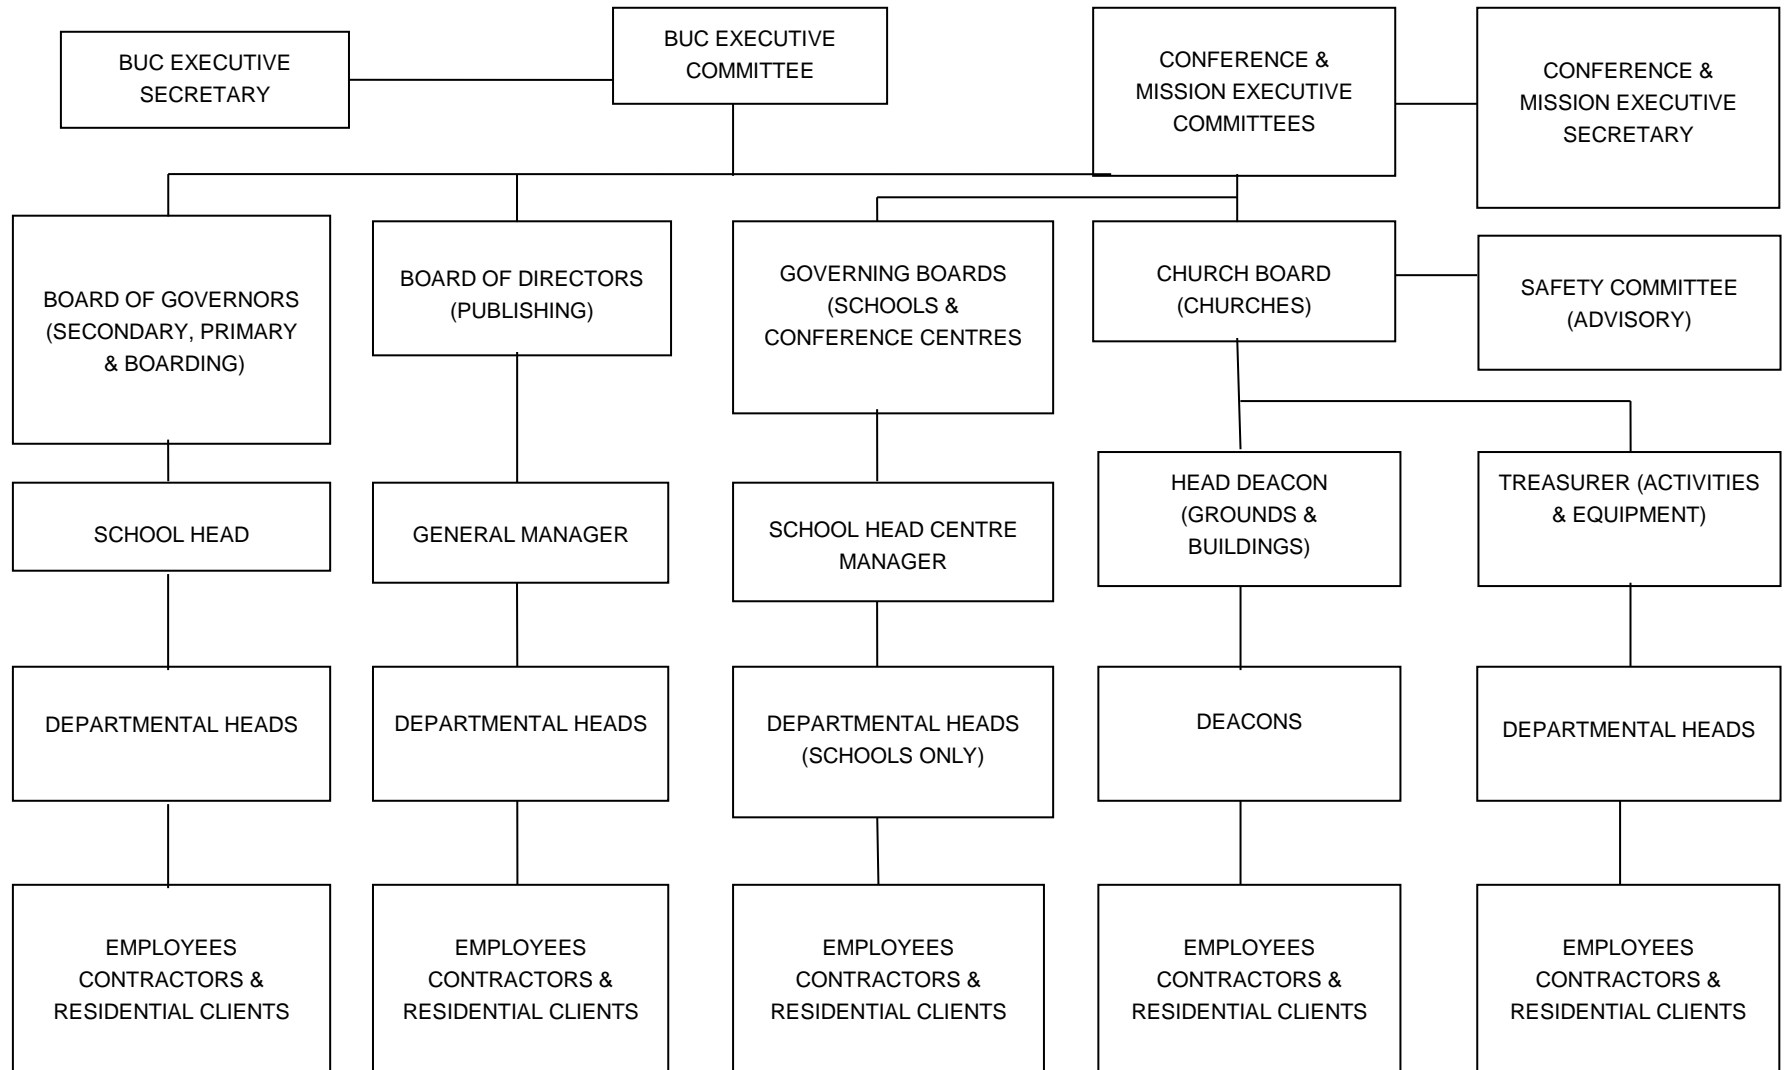 BUC EXECUTIVE
SECRETARY
BUC EXECUTIVE
COMMITTEE
CONFERENCE &
MISSION EXECUTIVE
COMMITTEES
CONFERENCE &
MISSION EXECUTIVE
SECRETARY
BOARD OF GOVERNORS
(SECONDARY, PRIMARY
& BOARDING)
BOARD OF DIRECTORS
(PUBLISHING)
GOVERNING BOARDS
(SCHOOLS &
CONFERENCE CENTRES
CHURCH BOARD
(CHURCHES)
SAFETY COMMITTEE
(ADVISORY)
SCHOOL HEAD
GENERAL MANAGER
SCHOOL HEAD CENTRE
MANAGER
HEAD DEACON
(GROUNDS &
BUILDINGS)
TREASURER (ACTIVITIES
& EQUIPMENT)
DEPARTMENTAL HEADS
DEPARTMENTAL HEADS
DEPARTMENTAL HEADS
(SCHOOLS ONLY)
DEACONS
DEPARTMENTAL HEADS
EMPLOYEES
CONTRACTORS &
RESIDENTIAL CLIENTS
EMPLOYEES
CONTRACTORS &
RESIDENTIAL CLIENTS
EMPLOYEES
CONTRACTORS &
RESIDENTIAL CLIENTS
EMPLOYEES
CONTRACTORS &
RESIDENTIAL CLIENTS
EMPLOYEES
CONTRACTORS &
RESIDENTIAL CLIENTS